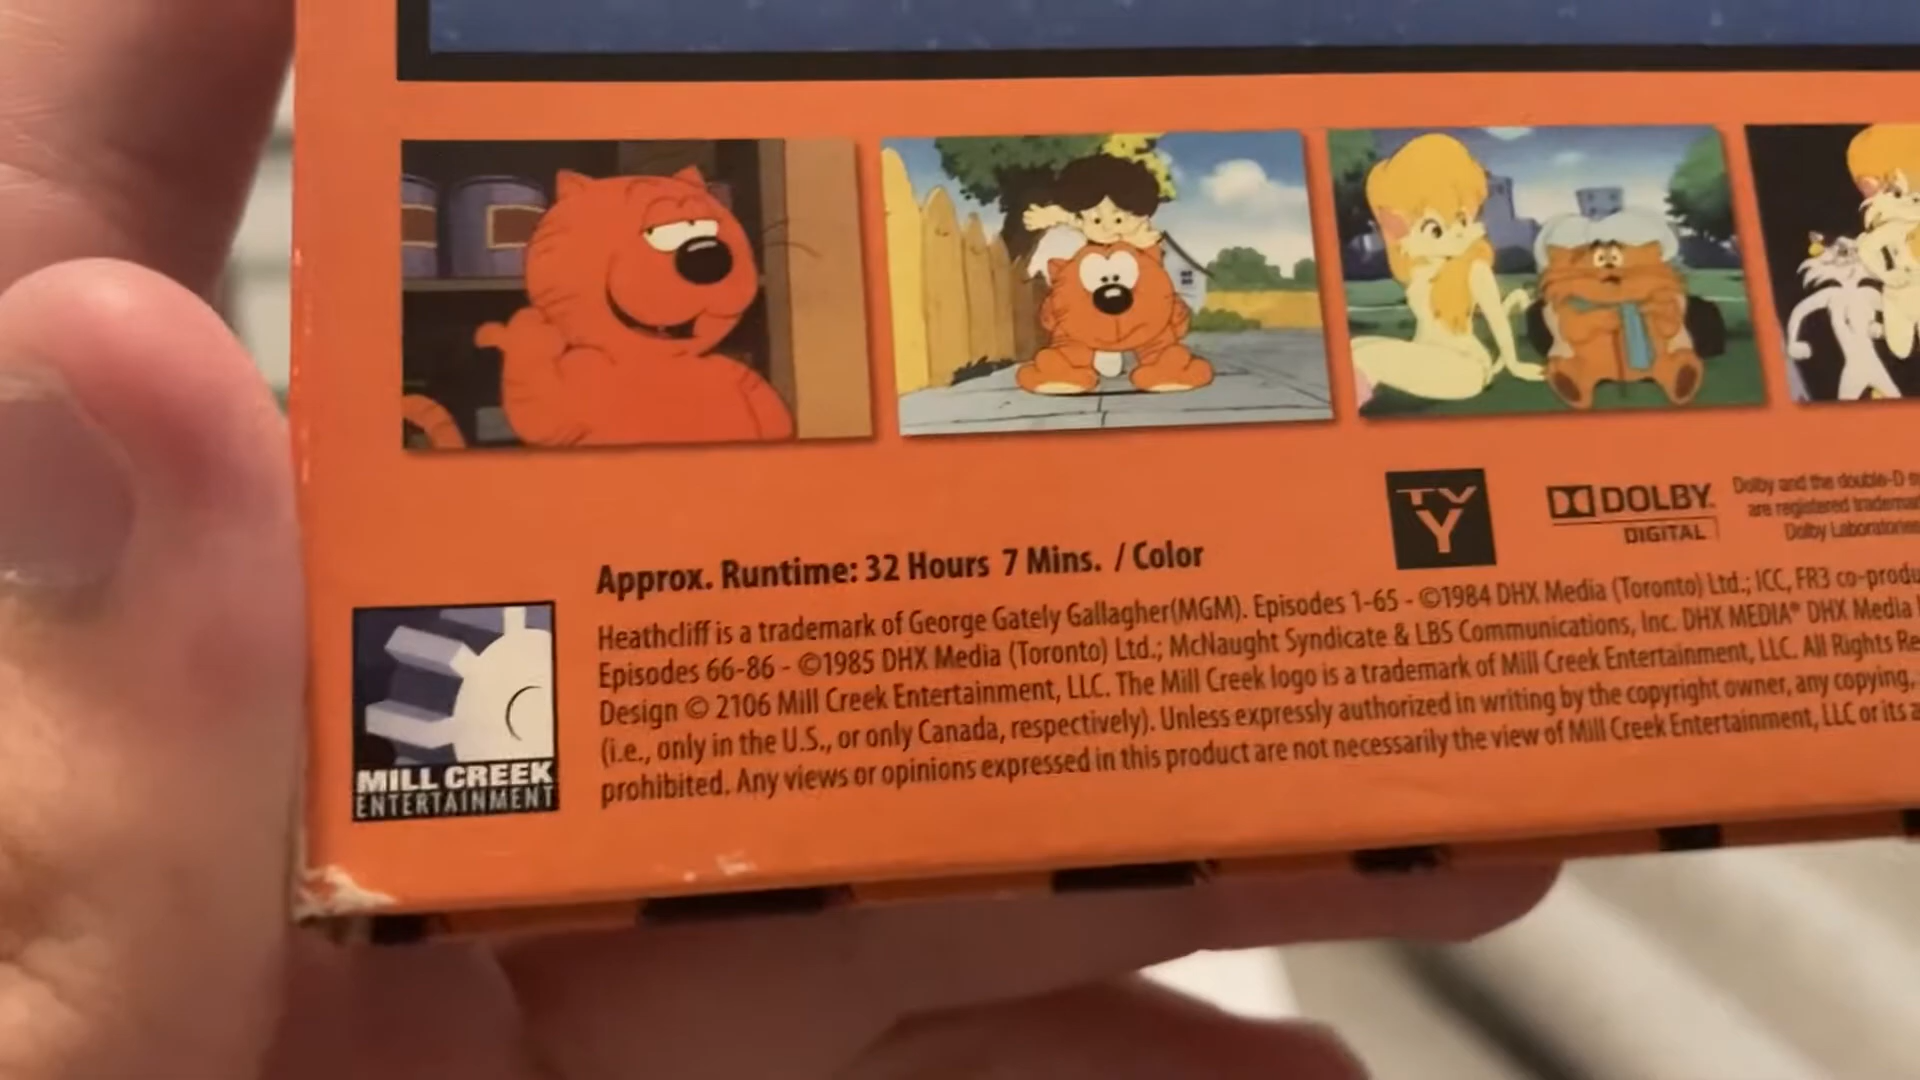 TV
Y
DOLBY
DIGITAL
Dolby and the double-D
are registered
Dolby Laboratories
Approx. Runtime: 32 Hours 7 Mins. / Color
Heathcliff is a trademark of George Gately Gallagher(MGM). Episodes 1-65 - ©1984 DHX Media (Toronto) Ltd.; ICC, FR3
Episodes 66-86 - ©1985 DHX Media (Toronto) Ltd.; McNaught Syndicate & LBS Communications, Inc. DHX MEDIA® DHX Media
Design © 2106 Mill Creek Entertainment, LLC. The Mill Creek logo is a trademark of Mill Creek Entertainment, LLC. All Rights
(i.e., only in the U.S., or only Canada, respectively). Unless expressly authorized in writing by the copyright owner, any copying,
prohibited. Any views or opinions expressed in this product are not necessarily the view of Mill Creek Entertainment, LLC or its
MILL CREEK
ENTERTAINMENT